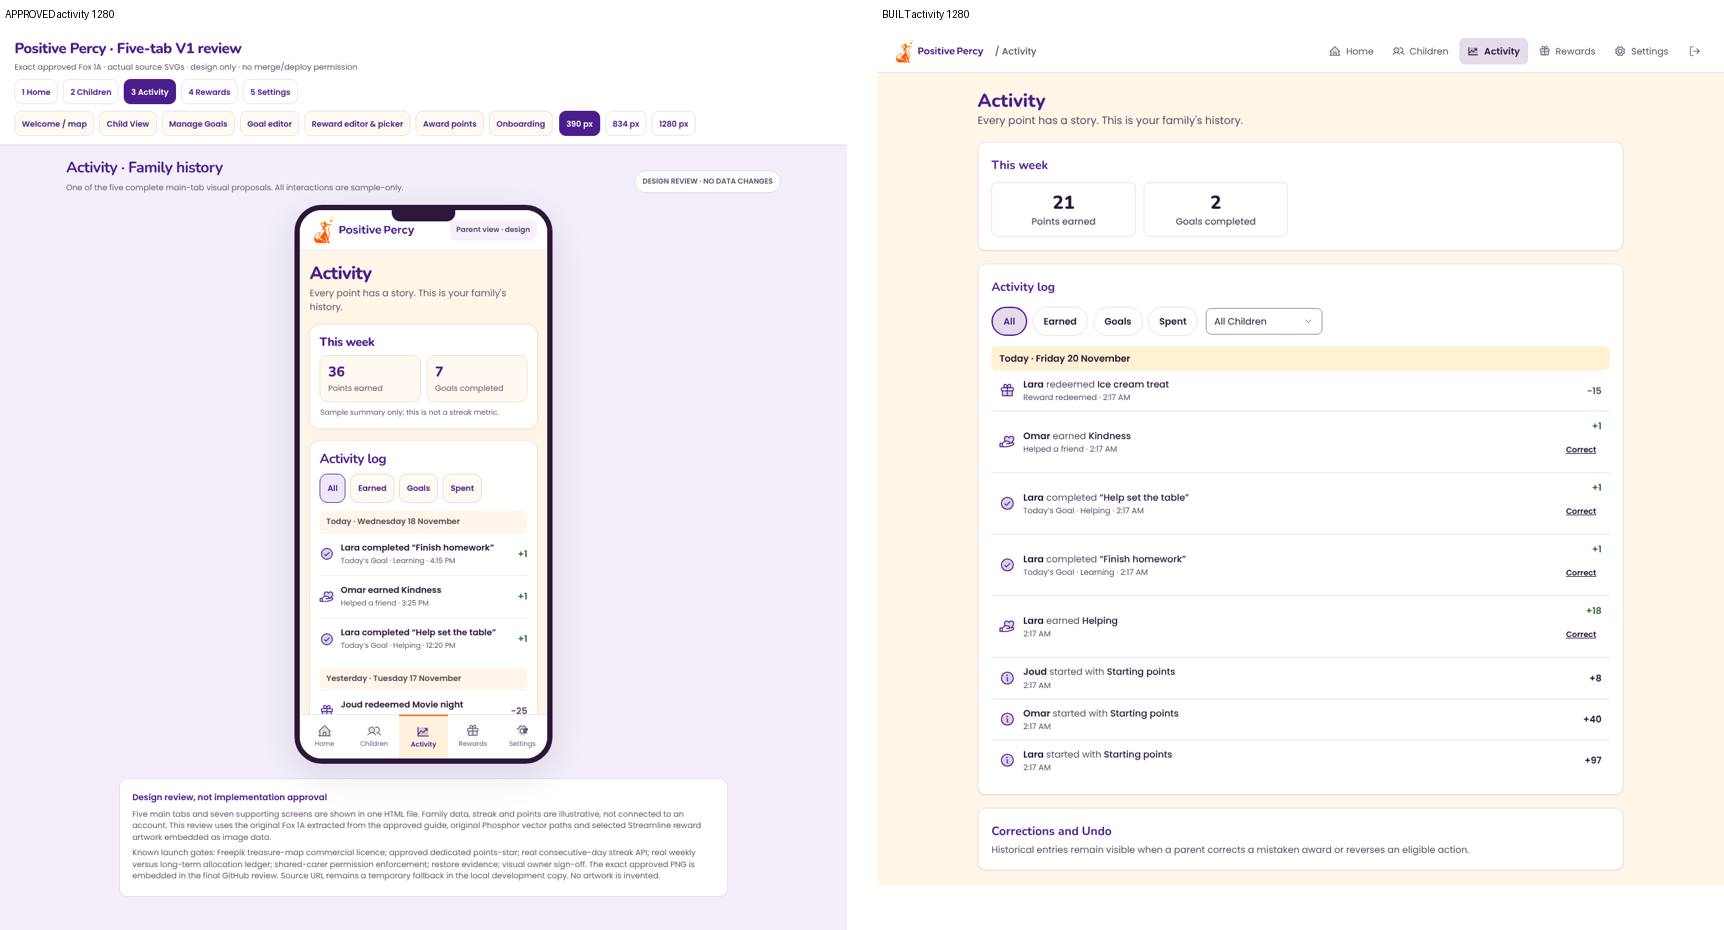 APPROVED activity 1280
Positive Percy · Five-tab V1 review
Exact approved Fox 1A · actual source SVGs · design only · no merge/deploy permission
1 Home
2 Children
3 Activity
4 Rewards
5 Settings
Welcome / map
Child View
Manage Goals
Goal editor
Reward editor & picker
Award points
Onboarding
390 px
834 px
1280 px
Activity · Family history
One of the five complete main-tab visual proposals. All interactions are sample-only.
DESIGN REVIEW · NO DATA CHANGES
Positive Percy
Parent view · design
Activity
Every point has a story. This is your family's
history.
This week
36
Points earned
7
Goals completed
Sample summary only; this is not a streak metric.
Activity log
All
Earned
Goals
Spent
Today · Wednesday 18 November
Lara completed “Finish homework”
Today's Goal · Learning · 4:15 PM
+1
Omar earned Kindness
Helped a friend · 3:25 PM
+1
Lara completed “Help set the table”
Today's Goal · Helping · 12:20 PM
+1
Yesterday · Tuesday 17 November
Joud redeemed Movie night
-25
Home
Children
Activity
Rewards
Settings
Design review, not implementation approval
Five main tabs and seven supporting screens are shown in one HTML file. Family data, streak and points are illustrative, not connected to an
account. This review uses the original Fox 1A extracted from the approved guide, original Phosphor vector paths and selected Streamline reward
artwork embedded as image data.
Known launch gates: Freepik treasure-map commercial licence; approved dedicated points-star; real consecutive-day streak API; real weekly
versus long-term allocation ledger; shared-carer permission enforcement; restore evidence; visual owner sign-off. The exact approved PNG is
embedded in the final GitHub review. Source URL remains a temporary fallback in the local development copy. No artwork is invented.
BUILT activity 1280
Positive Percy
/ Activity
Home
Children
Activity
Rewards
Settings
Activity
Every point has a story. This is your family's history.
This week
21
Points earned
2
Goals completed
Activity log
All
Earned
Goals
Spent
All Children
Today · Friday 20 November
Lara redeemed Ice cream treat
Reward redeemed · 2:17 AM
-15
Omar earned Kindness
Helped a friend · 2:17 AM
+1
Correct
Lara completed “Help set the table”
Today's Goal · Helping · 2:17 AM
+1
Correct
Lara completed “Finish homework”
Today's Goal · Learning · 2:17 AM
+1
Correct
Lara earned Helping
2:17 AM
+18
Correct
Joud started with Starting points
2:17 AM
+8
Omar started with Starting points
2:17 AM
+40
Lara started with Starting points
2:17 AM
+97
Corrections and Undo
Historical entries remain visible when a parent corrects a mistaken award or reverses an eligible action.